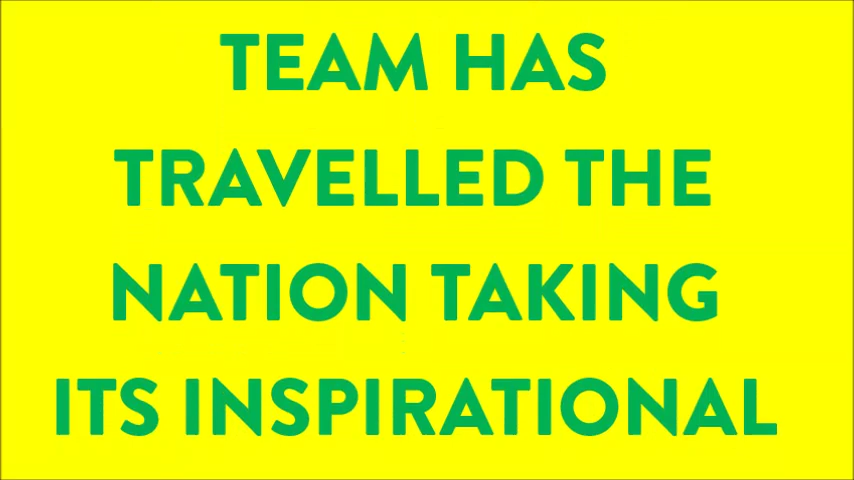 TEAM HAS
TRAVELLED THE
NATION TAKING
ITS INSPIRATIONAL